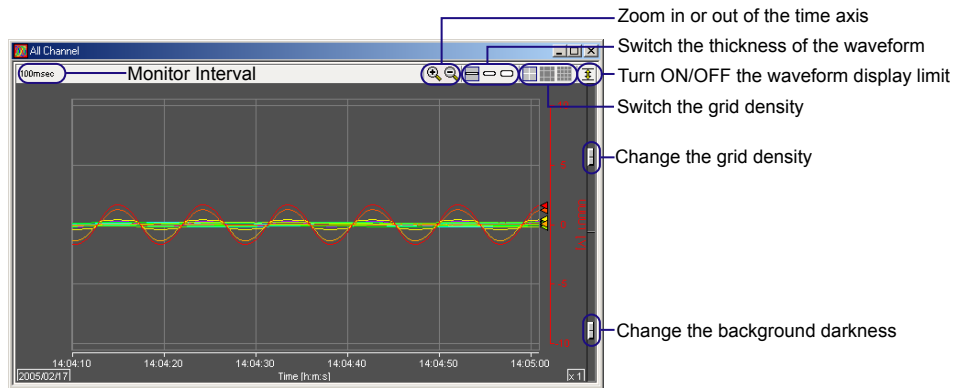 Zoom in or out of the time axis
Switch the thickness of the waveform
All Channel
100msec
Monitor Interval
Turn ON/OFF the waveform display limit
Switch the grid density
Change the grid density
Change the background darkness
14:04:10 14:04:20 14:04:30 14:04:40 14:04:50 14:05:00
2005/02/17 Time [h:m:s] x 1